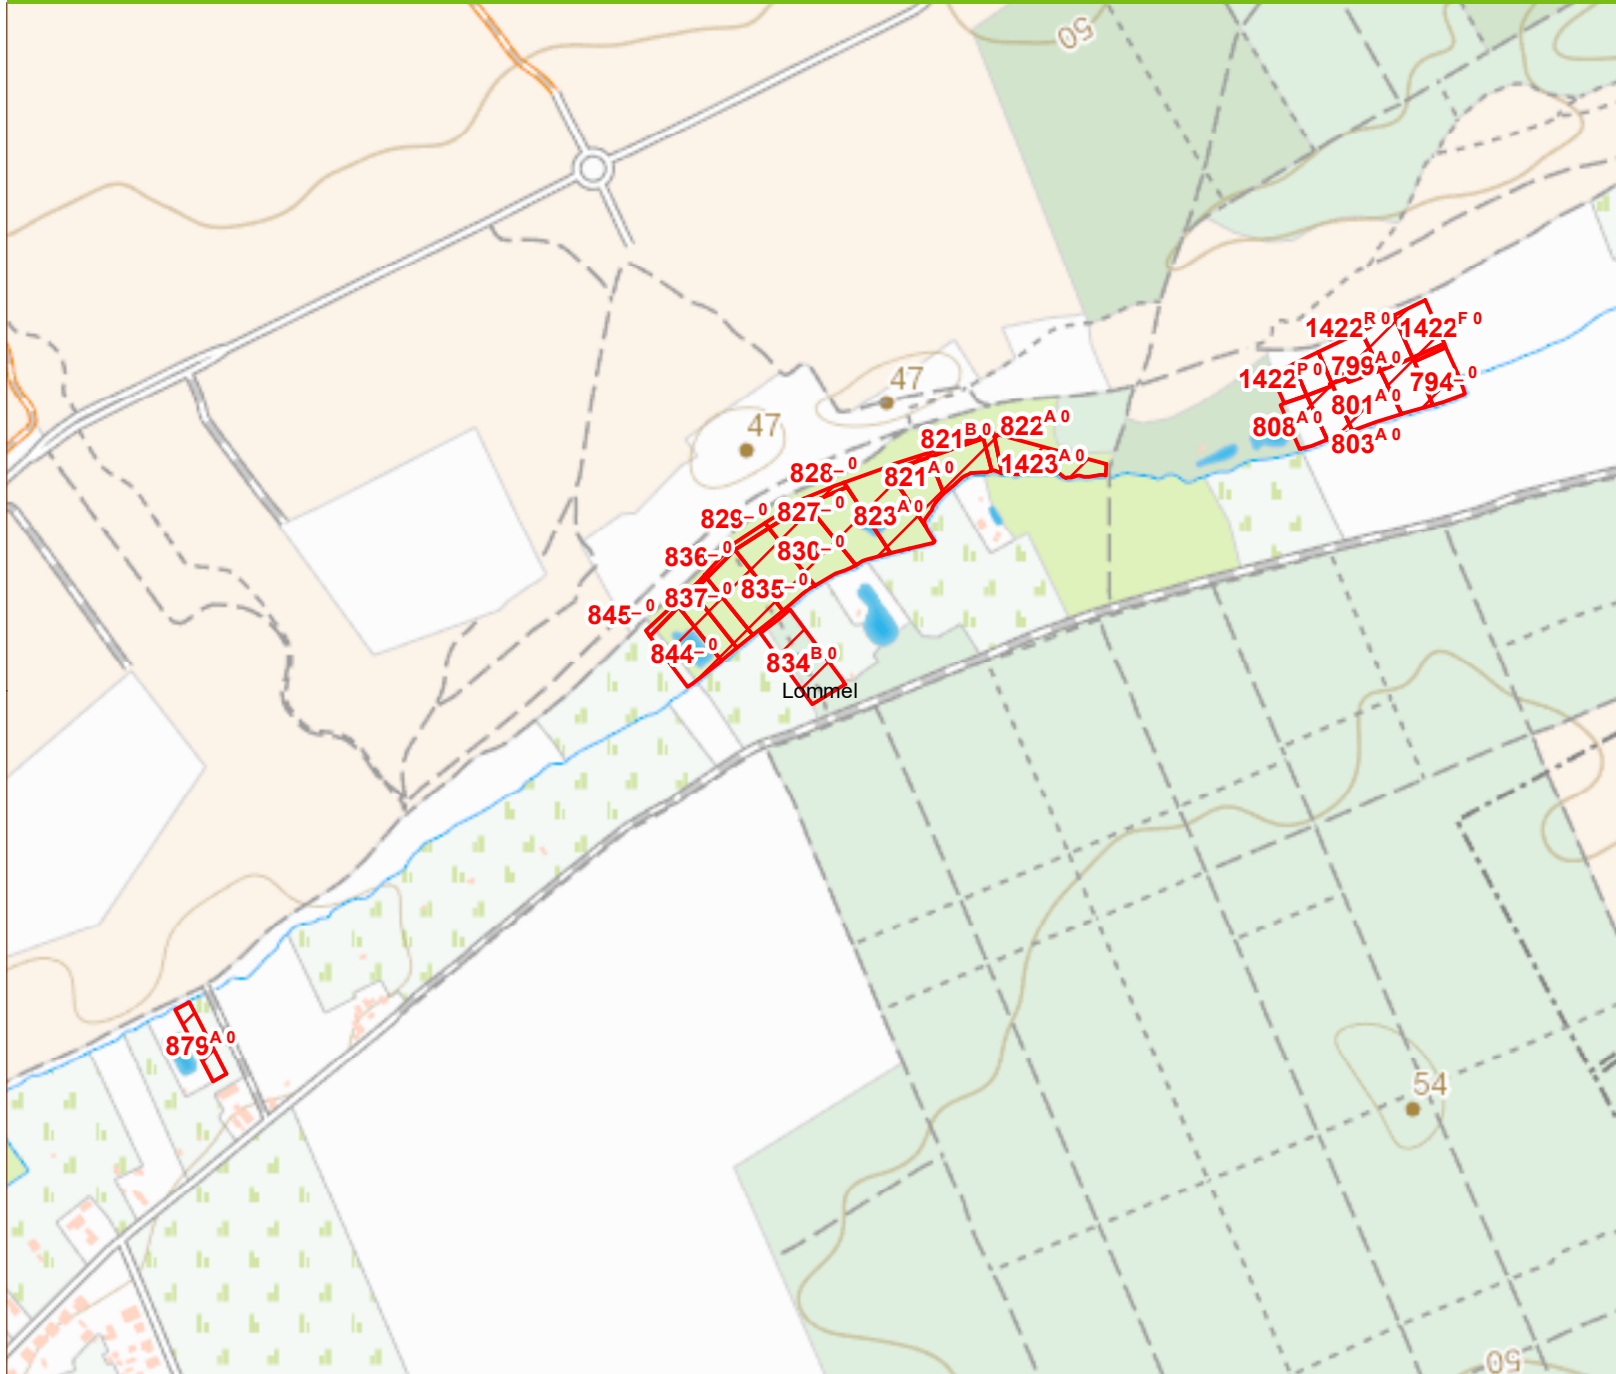 50
1422R 0
1422F 0
799A 0
1422P 0
794– 0
801A 0
808A 0
803A 0
47
47
822A 0
821B 0
1423A 0
828– 0
821A 0
829– 0
827– 0
823A 0
836– 0
830– 0
835– 0
837– 0
845– 0
844– 0
834B 0
Lommel
879A 0
54
50